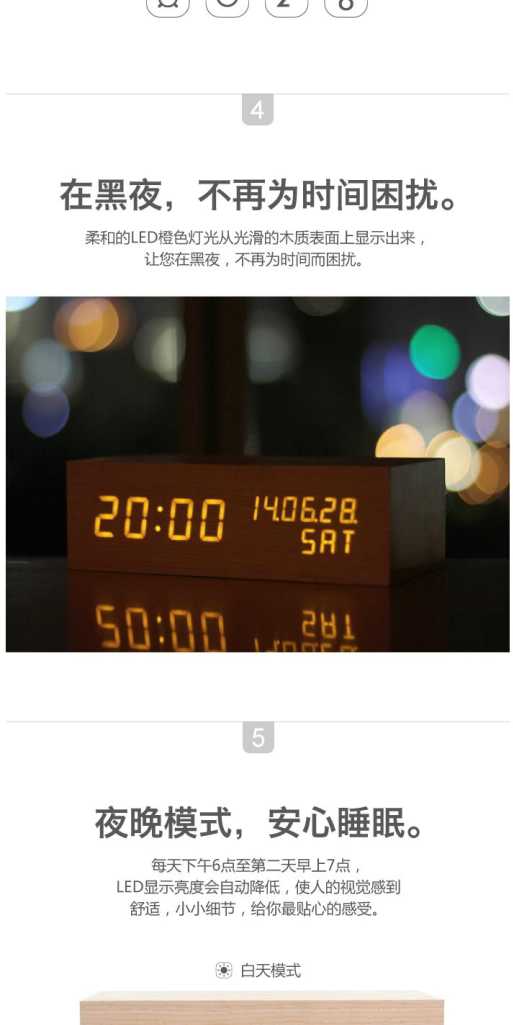 4
在黑夜，不再为时间困扰。
柔和的LED橙色灯光从光滑的木质表面上显示出来，
让您在黑夜，不再为时间而困扰。
20:00
14.06.28.
SAT
5
夜晚模式，安心睡眠。
每天下午6点至第二天早上7点，
LED显示亮度会自动降低，使人的视觉感到
舒适，小小细节，给你最贴心的感受。
白天模式